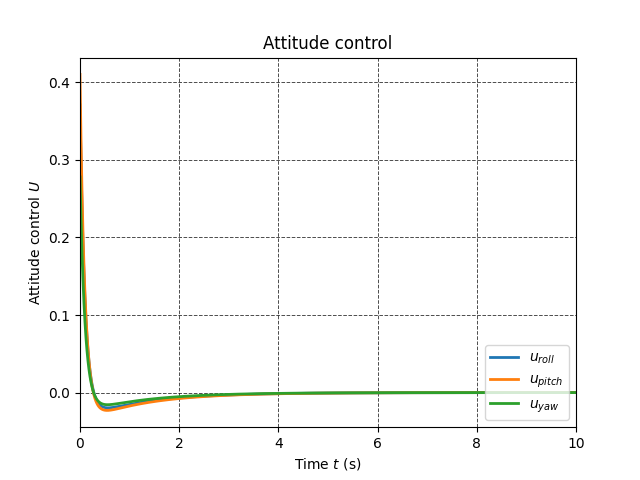 Attitude control
Attitude control U
0.4
0.3
0.2
0.1
0.0
0 2 4 6 8 10
Time t (s)
u_roll
u_pitch
u_yaw